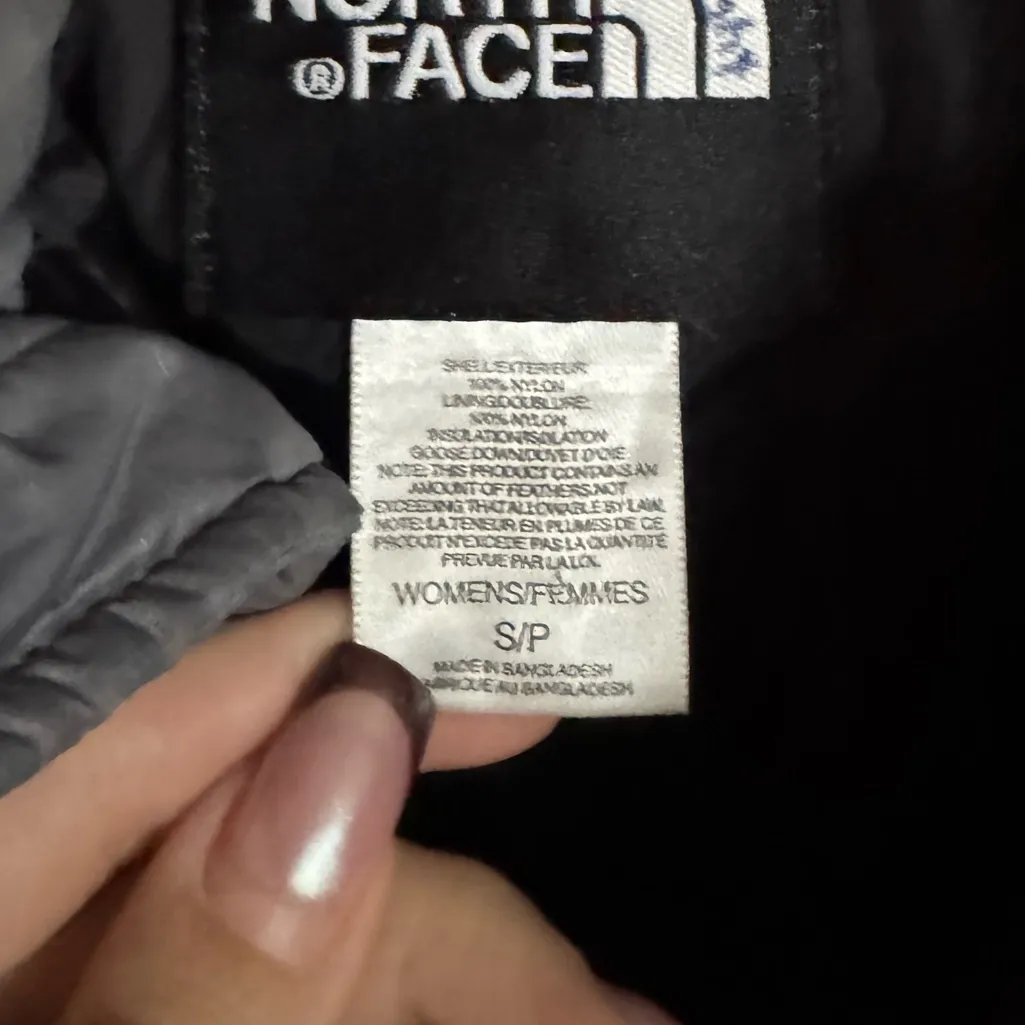 NORTH
®FACE
SHELL/EXTERIEUR:
100% NYLON
LINING/DOUBLURE:
100% NYLON
INSULATION/ISOLATION
GOOSE DOWN/DUVET D'OIE
NOTE: THIS PRODUCT CONTAINS AN
AMOUNT OF FEATHERS NOT
EXCEEDING THAT ALLOWABLE BY LAW.
NOTE: LA TENEUR EN PLUMES DE CE
PRODUIT N'EXCEDE PAS LA QUANTITE
PREVUE PAR LA LOI.
WOMENS/FEMMES
S/P
MADE IN BANGLADESH
BRIQUE AU BANGLADESH